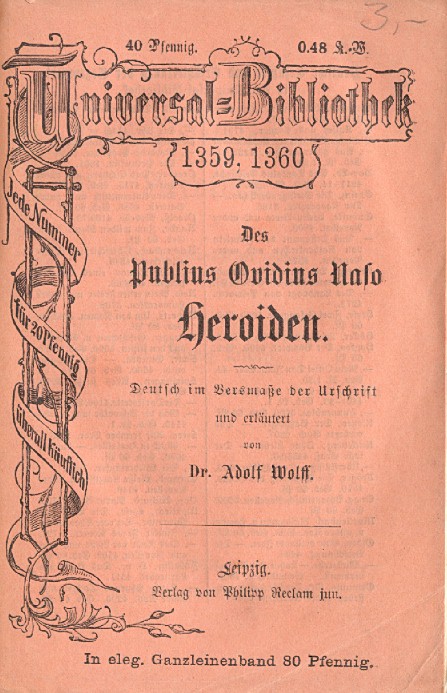 3,-
40 Pfennig. 0.48 K.-W.
Universal-Bibliothek
1359, 1360
Jede Nummer
für 20 Pfennig
überall käuflich
Des
Publius Ovidius Naso
Heroiden.
Deutsch im Versmaße der Urschrift
und erläutert
von
Dr. Adolf Wolff.
Leipzig.
Verlag von Philipp Reclam jun.
In eleg. Ganzleinenband 80 Pfennig.